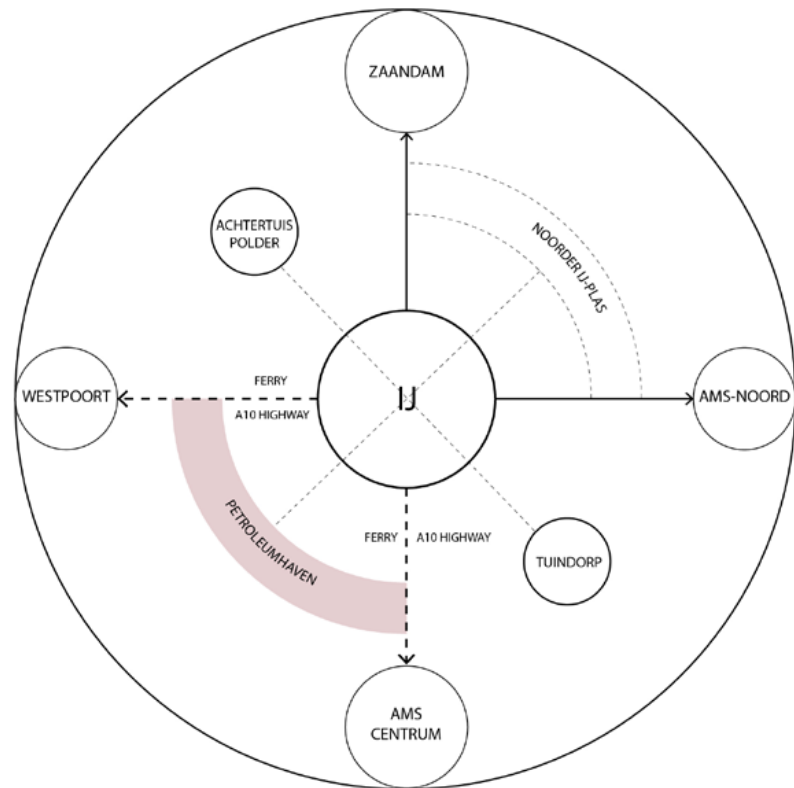 ZAANDAM
ACHTERTUIS
POLDER
NOORDER IJ-PLAS
WESTPOORT
FERRY
A10 HIGHWAY
IJ
AMS-NOORD
PETROLEUMHAVEN
FERRY
A10 HIGHWAY
TUINDORP
AMS
CENTRUM